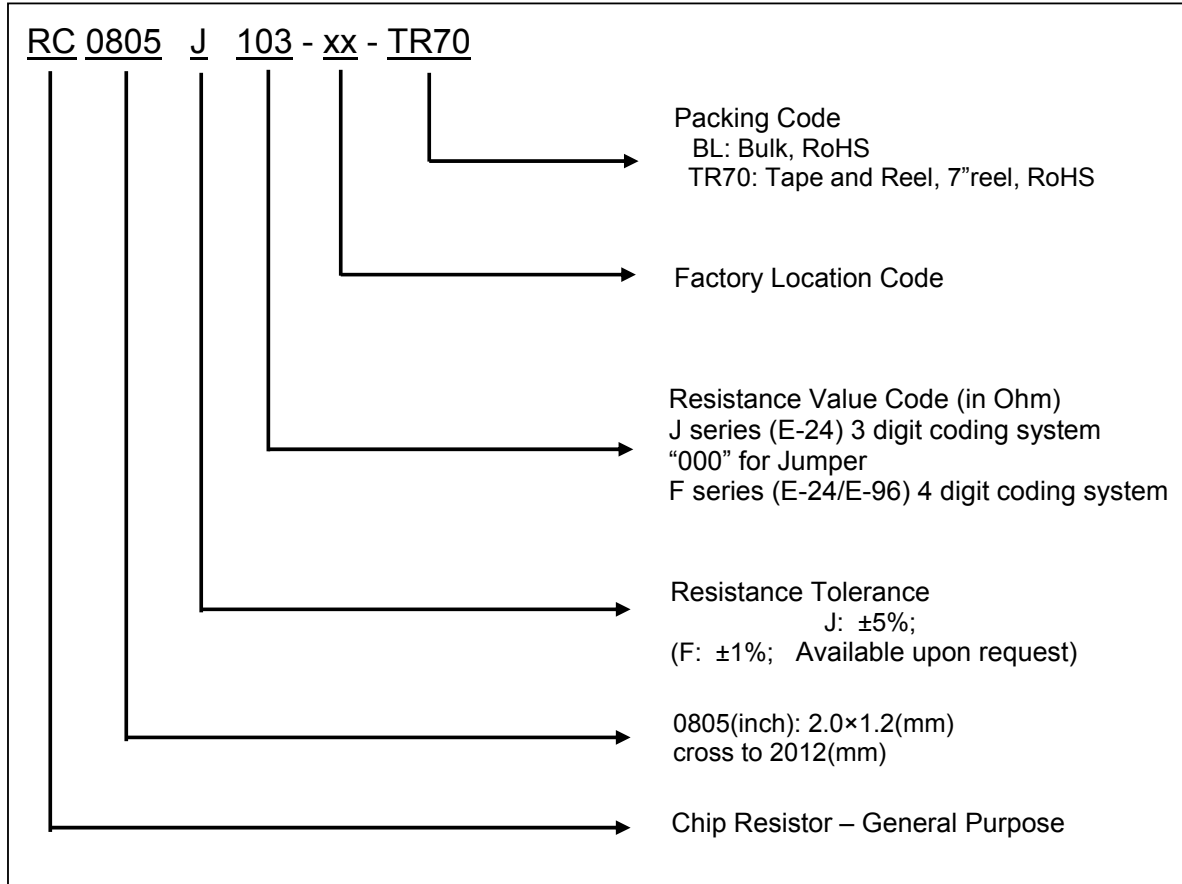 RC 0805 J 103 - xx - TR70
Packing Code
BL: Bulk, RoHS
TR70: Tape and Reel, 7”reel, RoHS
Factory Location Code
Resistance Value Code (in Ohm)
J series (E-24) 3 digit coding system
“000” for Jumper
F series (E-24/E-96) 4 digit coding system
Resistance Tolerance
J: ±5%;
(F: ±1%; Available upon request)
0805(inch): 2.0×1.2(mm)
cross to 2012(mm)
Chip Resistor – General Purpose